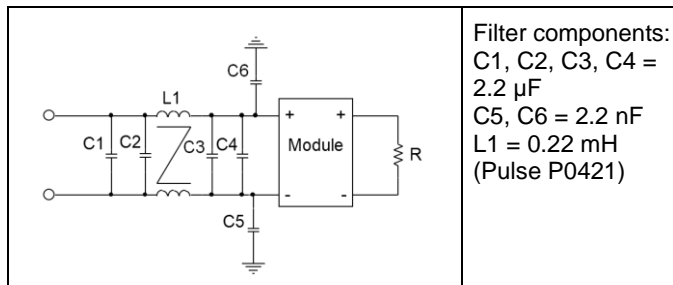 C6
L1
C1 C2 C3 C4
+ +
Module
R
- -
C5
Filter components:
C1, C2, C3, C4 =
2.2 µF
C5, C6 = 2.2 nF
L1 = 0.22 mH
(Pulse P0421)